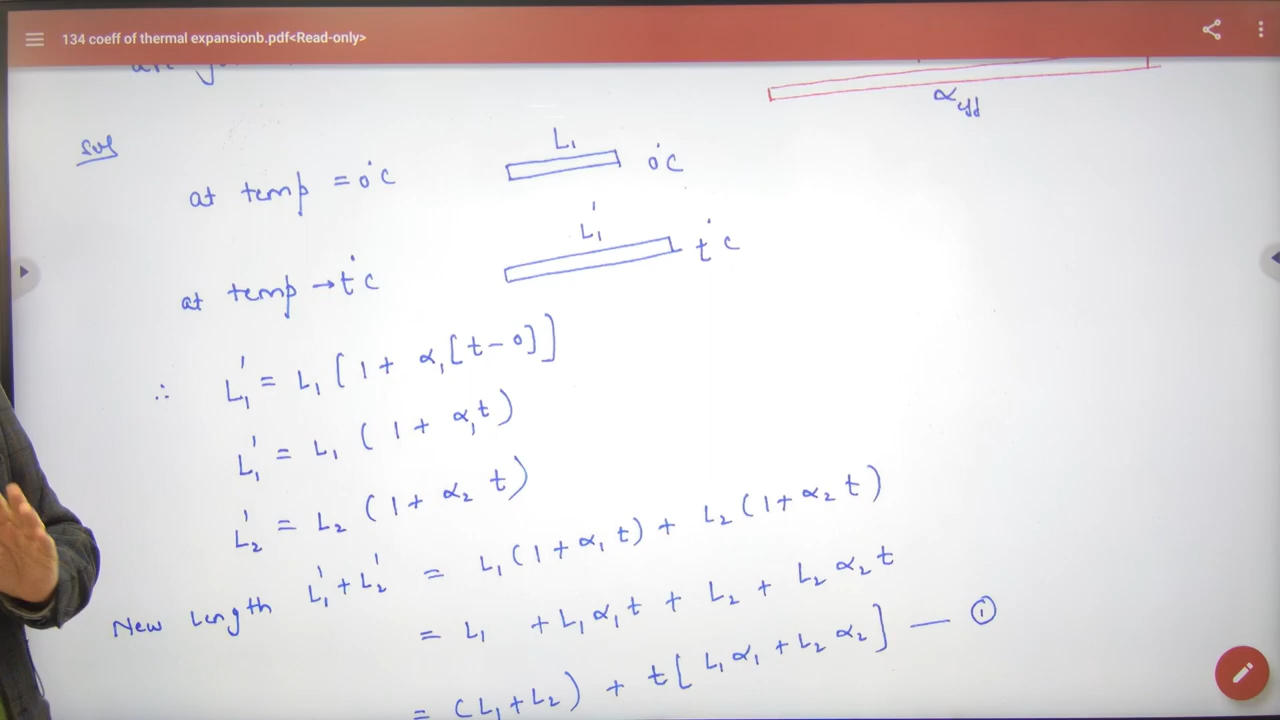 134 coeff of thermal expansionb.pdf<Read-only>
α_eff
Sol
L₁
at temp = 0°C 0°C
L₁'
at temp → t°C t°C
∴ L₁' = L₁ [1 + α₁[t − 0]]
L₁' = L₁ (1 + α₁t)
L₂' = L₂ (1 + α₂ t)
New Length L₁' + L₂' = L₁ (1 + α₁ t) + L₂ (1 + α₂ t)
= L₁ + L₁ α₁ t + L₂ + L₂ α₂ t
= (L₁ + L₂) + t [L₁ α₁ + L₂ α₂] — ①